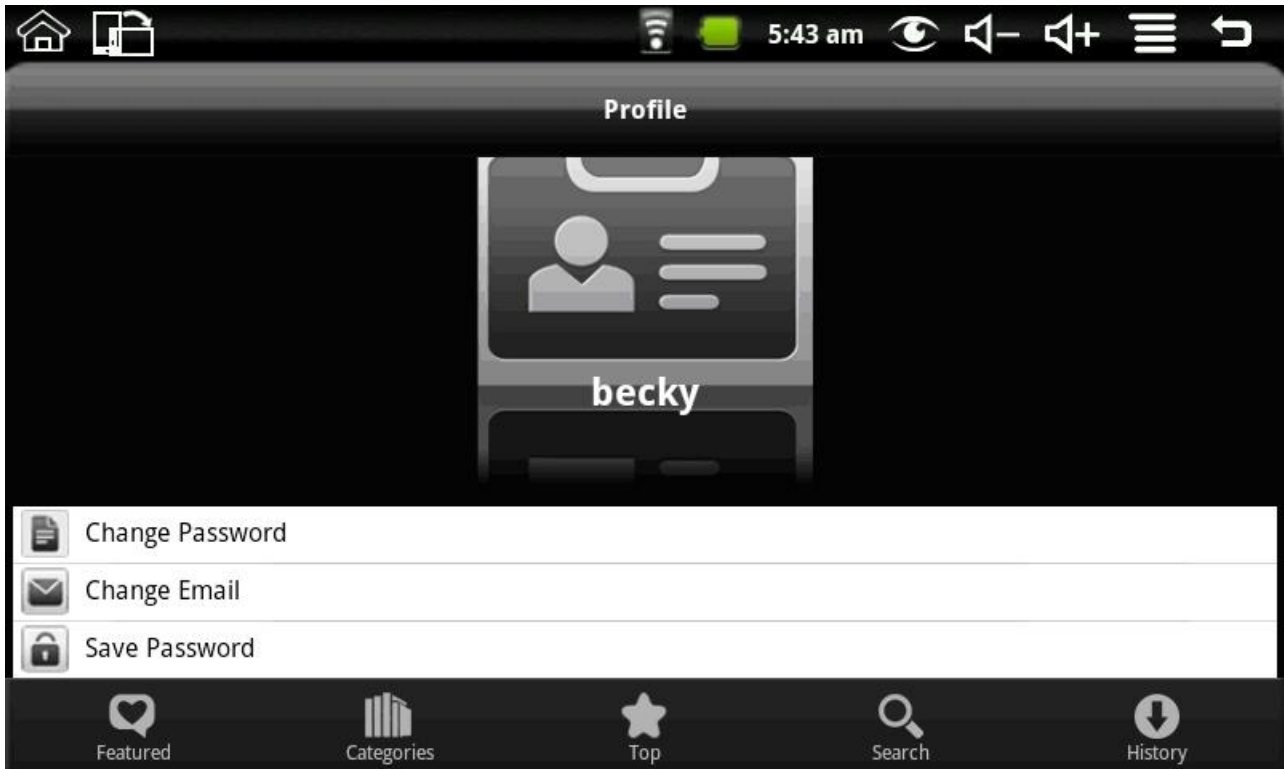 5:43 am
Profile
becky
Change Password
Change Email
Save Password
Featured
Categories
Top
Search
History